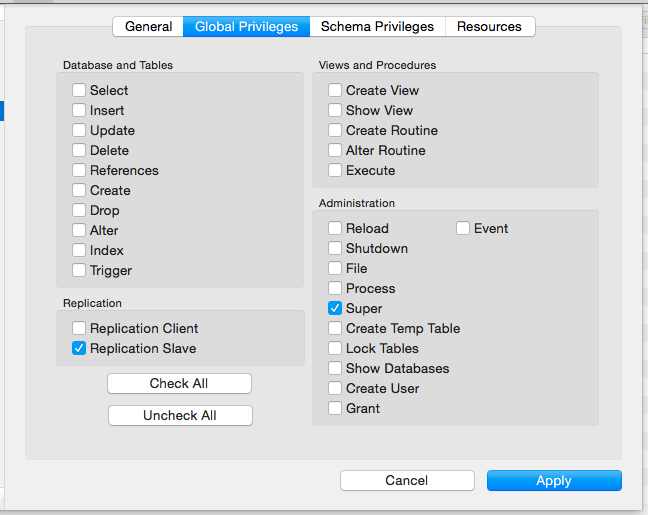 General Global Privileges Schema Privileges Resources
Database and Tables
Select
Insert
Update
Delete
References
Create
Drop
Alter
Index
Trigger
Replication
Replication Client
Replication Slave
Check All
Uncheck All
Views and Procedures
Create View
Show View
Create Routine
Alter Routine
Execute
Administration
Reload Event
Shutdown
File
Process
Super
Create Temp Table
Lock Tables
Show Databases
Create User
Grant
Cancel Apply